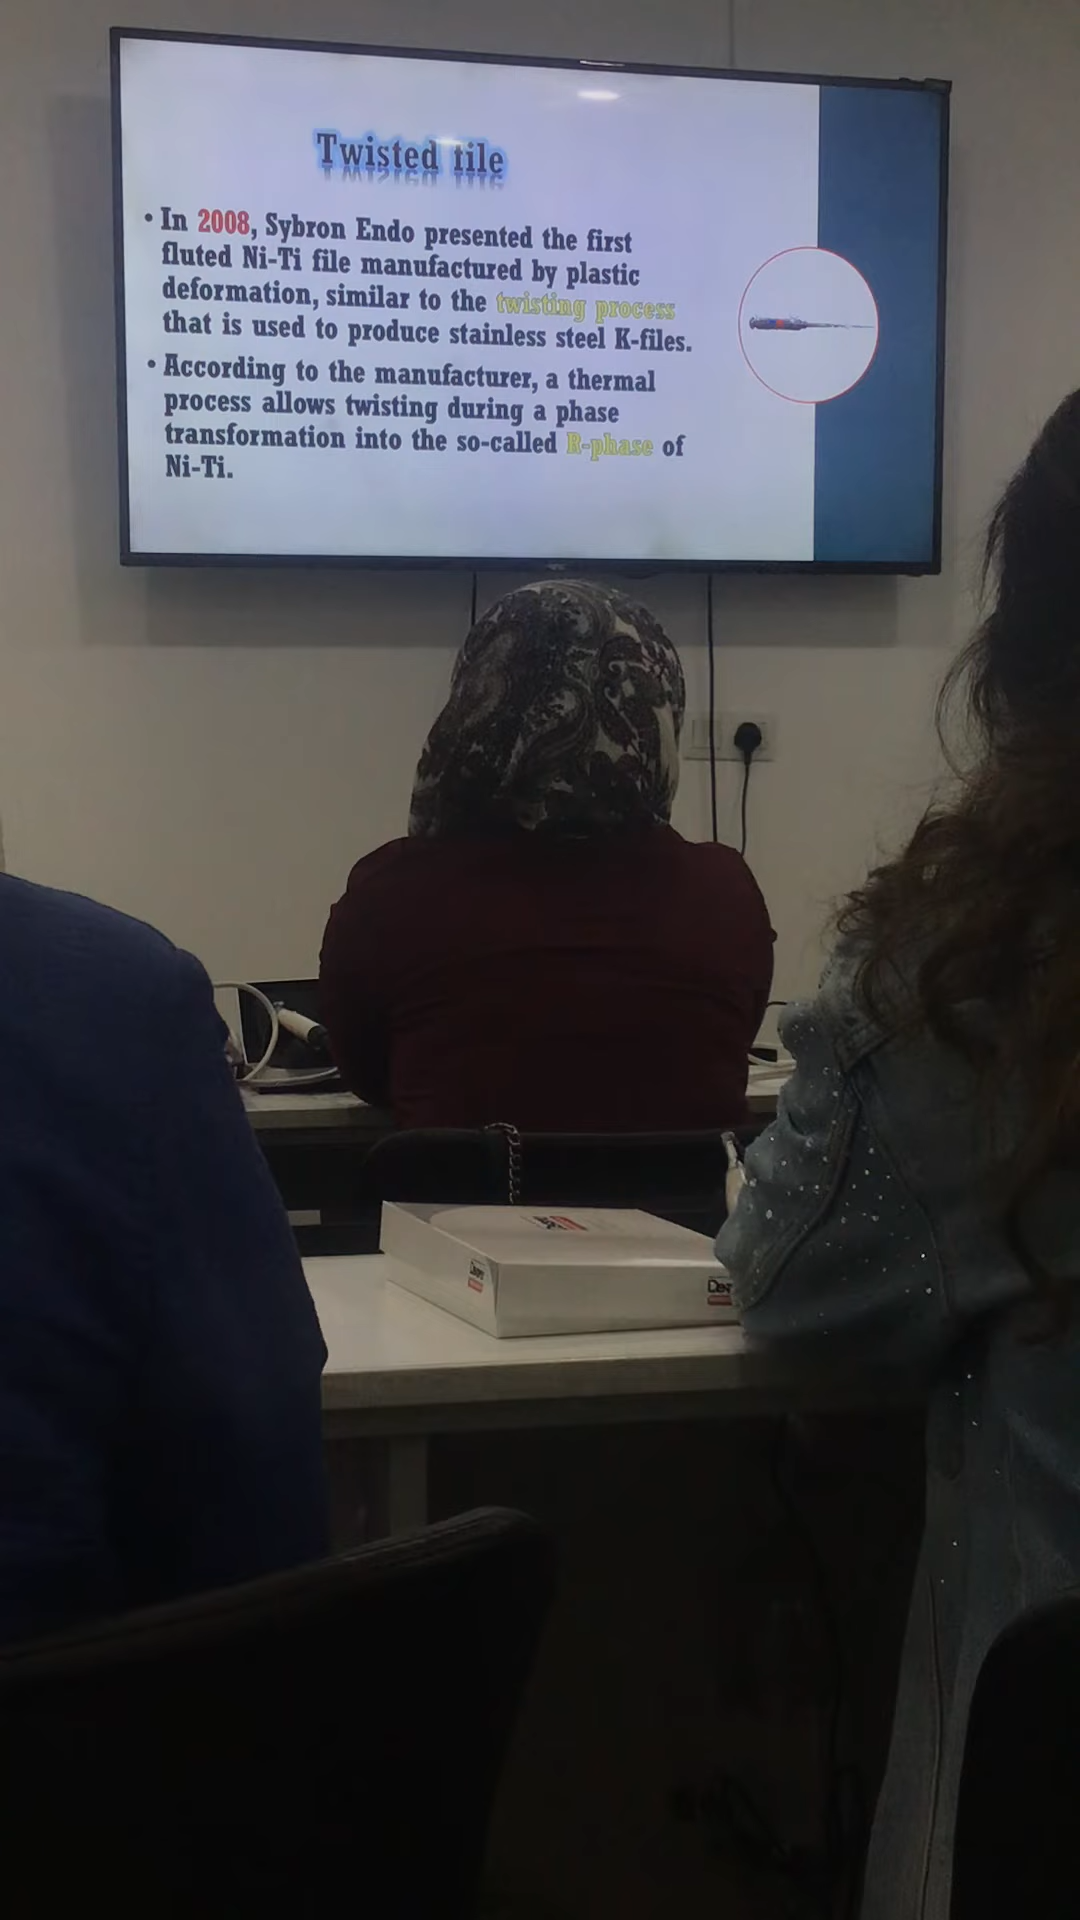 Twisted file
• In 2008, Sybron Endo presented the first
fluted Ni-Ti file manufactured by plastic
deformation, similar to the twisting process
that is used to produce stainless steel K-files.
• According to the manufacturer, a thermal
process allows twisting during a phase
transformation into the so-called R-phase of
Ni-Ti.